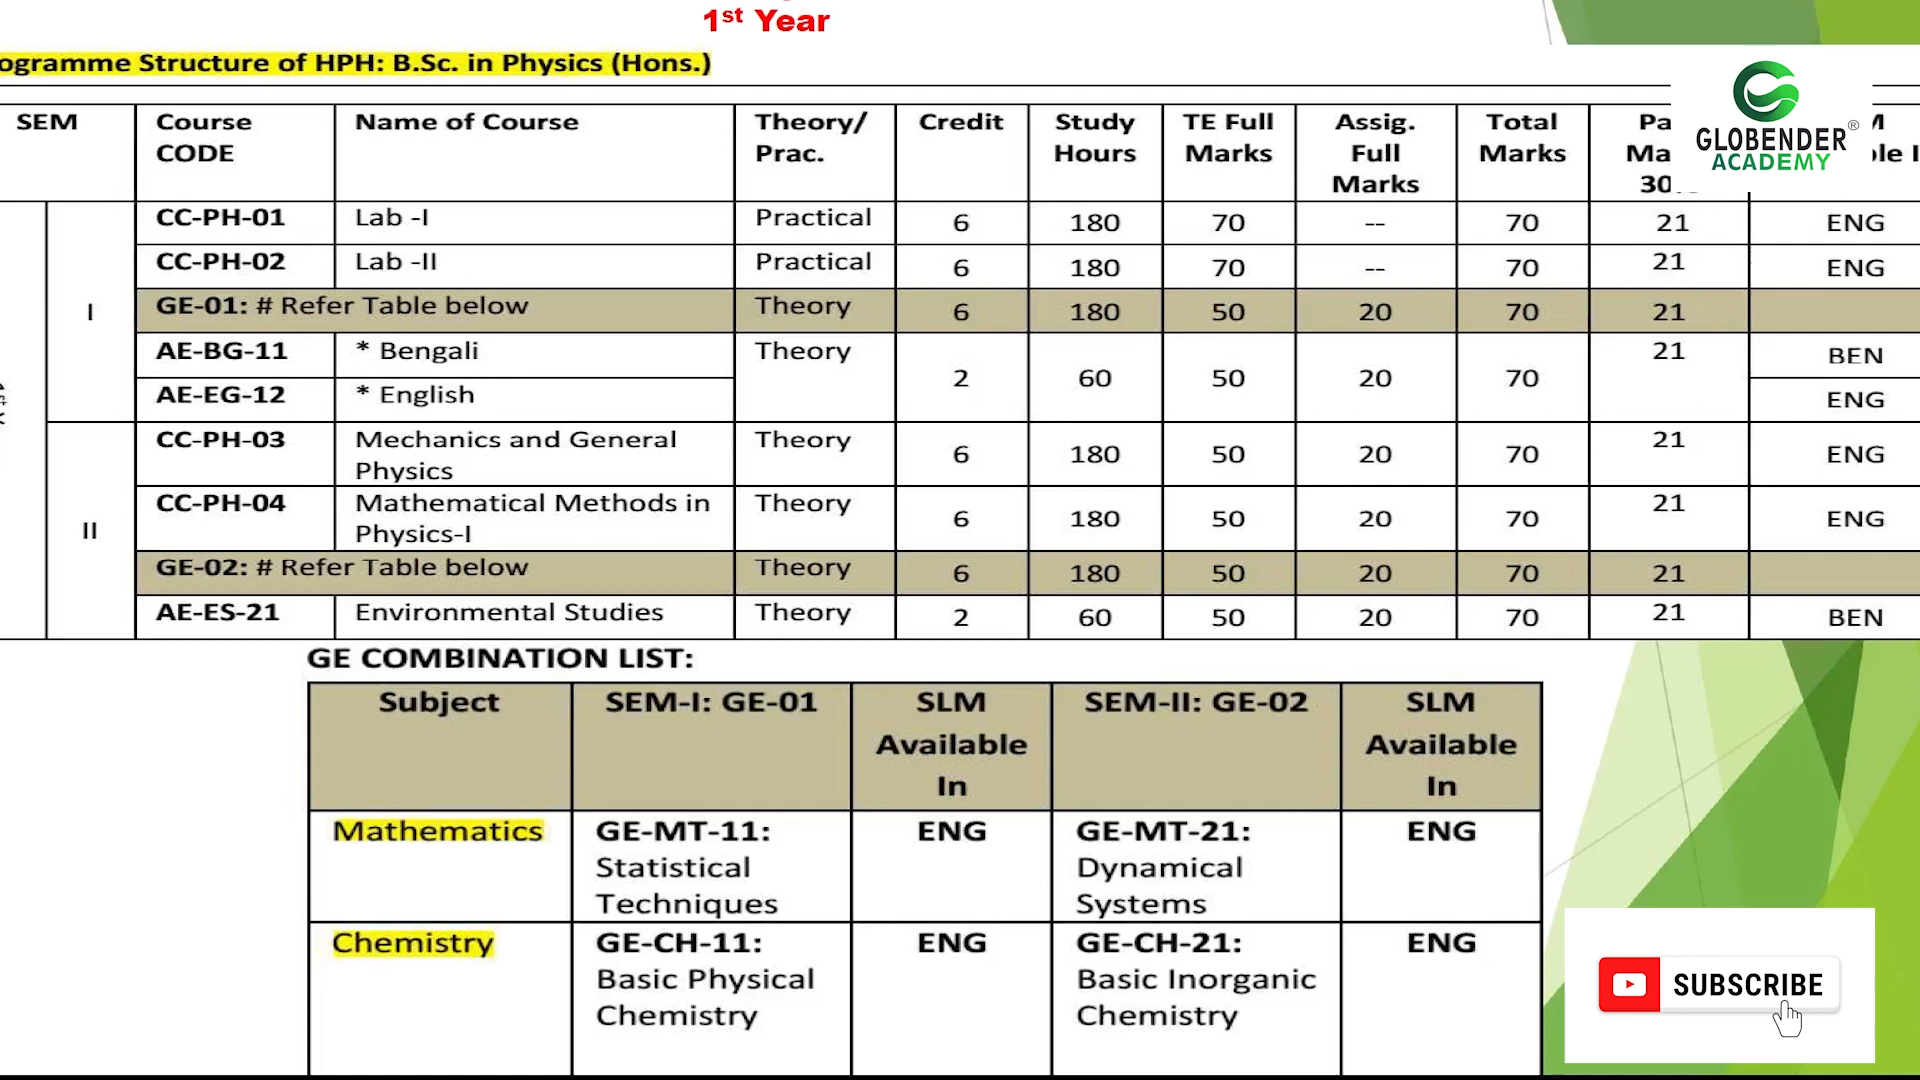 1st Year
ogramme Structure of HPH: B.Sc. in Physics (Hons.)
SEM Course CODE Name of Course Theory/ Prac. Credit Study Hours TE Full Marks Assig. Full Marks Total Marks
GLOBENDER®
ACADEMY
I
CC-PH-01 Lab -I Practical 6 180 70 -- 70 21 ENG
CC-PH-02 Lab -II Practical 6 180 70 -- 70 21 ENG
GE-01: # Refer Table below Theory 6 180 50 20 70 21
AE-BG-11 * Bengali Theory 2 60 50 20 70 21 BEN
AE-EG-12 * English ENG
II
CC-PH-03 Mechanics and General Physics Theory 6 180 50 20 70 21 ENG
CC-PH-04 Mathematical Methods in Physics-I Theory 6 180 50 20 70 21 ENG
GE-02: # Refer Table below Theory 6 180 50 20 70 21
AE-ES-21 Environmental Studies Theory 2 60 50 20 70 21 BEN
GE COMBINATION LIST:
Subject SEM-I: GE-01 SLM Available In SEM-II: GE-02 SLM Available In
Mathematics GE-MT-11: Statistical Techniques ENG GE-MT-21: Dynamical Systems ENG
Chemistry GE-CH-11: Basic Physical Chemistry ENG GE-CH-21: Basic Inorganic Chemistry ENG
SUBSCRIBE